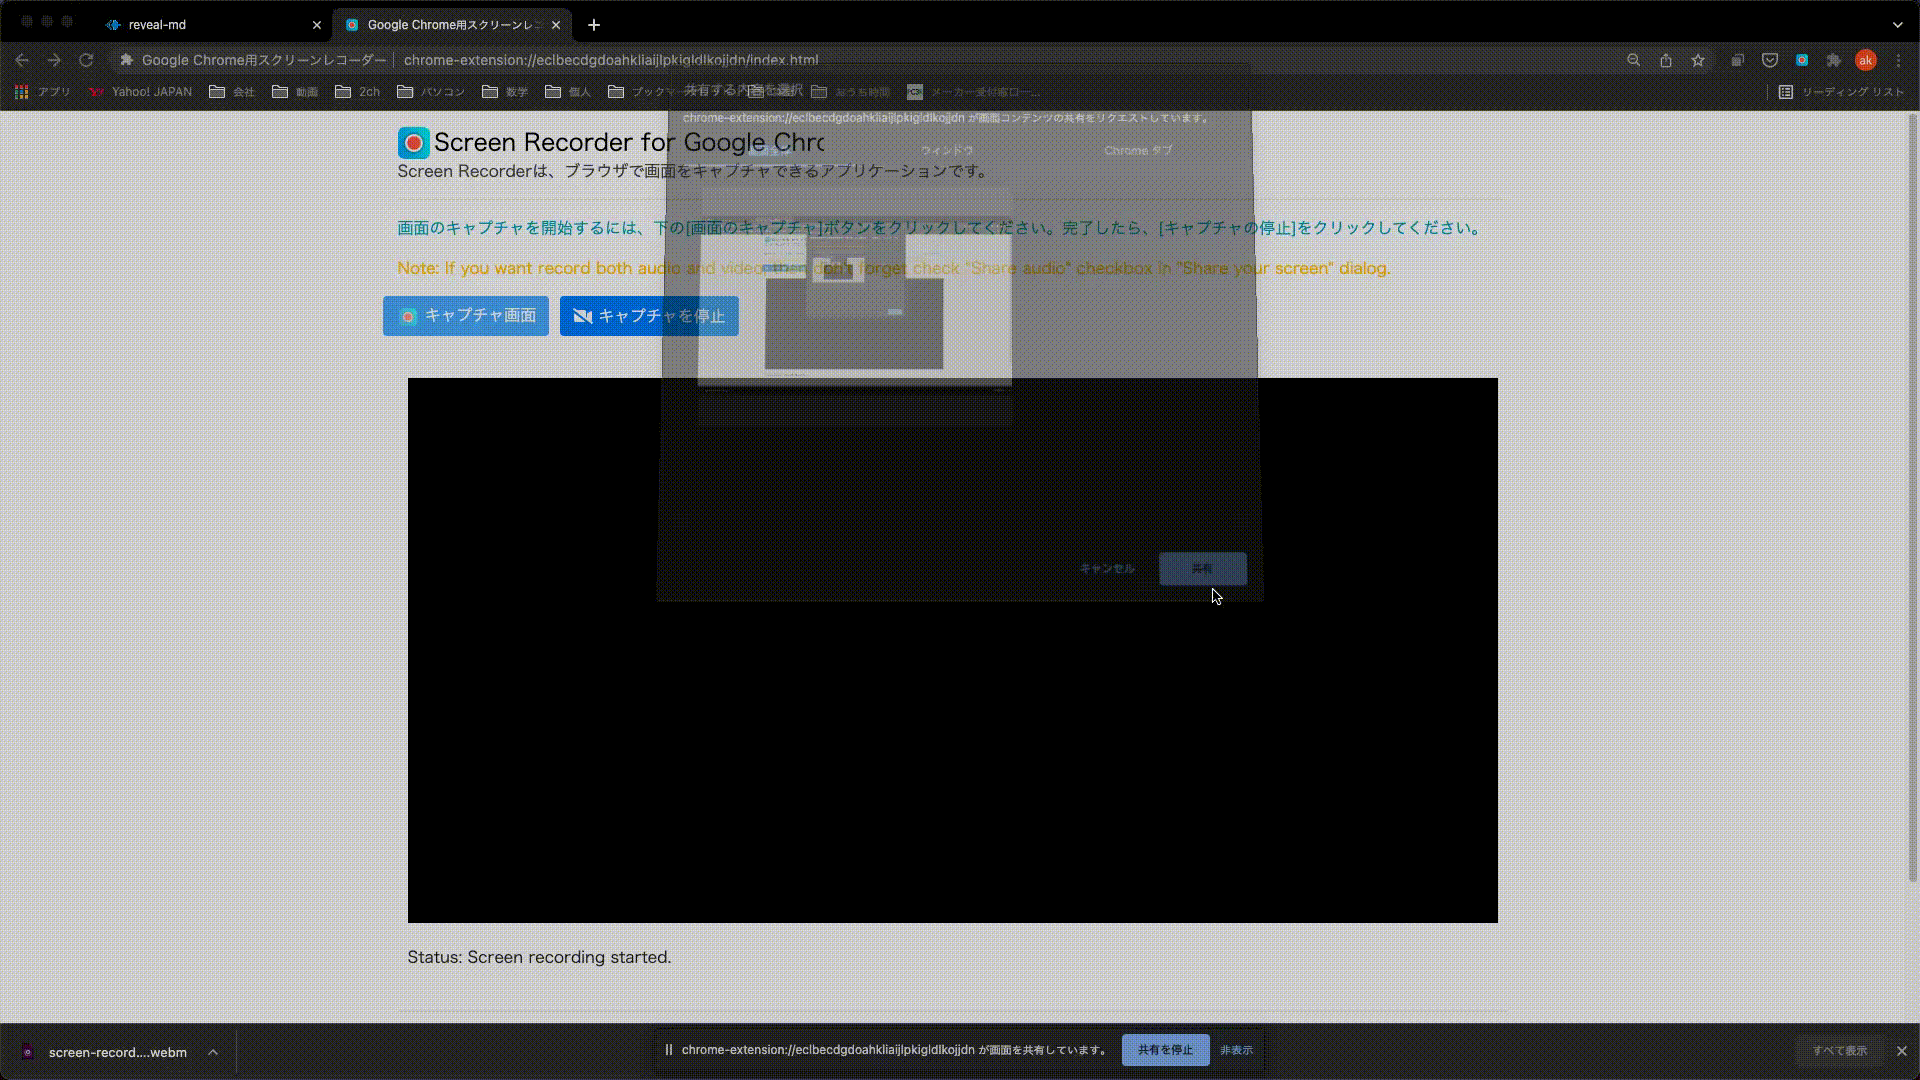 reveal-md
Google Chrome用スクリーンレ
Google Chrome用スクリーンレコーダー
chrome-extension://eclbecdgdoahkliaijlpkigldlkojjdn/index.html
ak
アプリ
Yahoo! JAPAN
会社
動画
2ch
パソコン
数学
個人
おうち時間
メーカー受付窓口一...
リーディング リスト
共有する内容を選択
chrome-extension://eclbecdgdoahkliaijlpkigldlkojjdn が画面コンテンツの共有をリクエストしています。
ウィンドウ
Chrome タブ
Screen Recorder for Google Chrc
Screen Recorderは、ブラウザで画面をキャプチャできるアプリケーションです。
画面のキャプチャを開始するには、下の[画面のキャプチャ]ボタンをクリックしてください。完了したら、[キャプチャの停止]をクリックしてください。
Note: If you want record both audio and video then don't forget check "Share audio" checkbox in "Share your screen" dialog.
キャプチャ画面
キャプチャを停止
キャンセル
共有
Status: Screen recording started.
screen-record....webm
chrome-extension://eclbecdgdoahkliaijlpkigldlkojjdn が画面を共有しています。
共有を停止
非表示
すべて表示